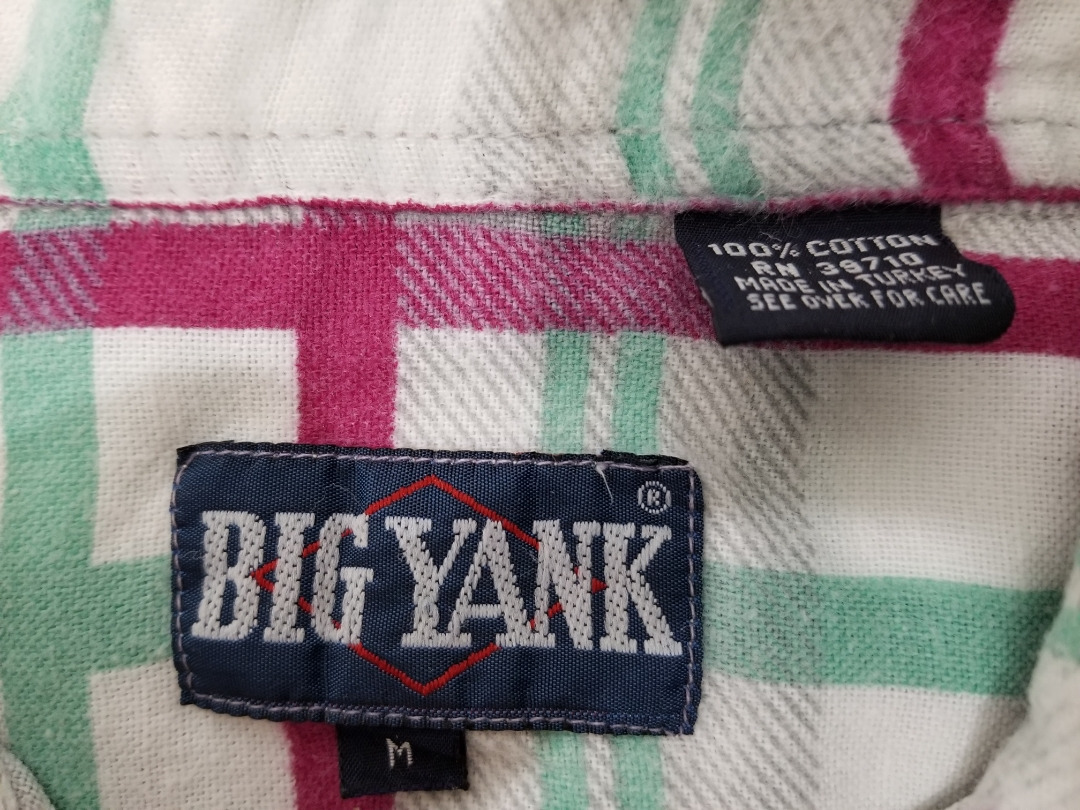 100% COTTON
RN 38710
MADE IN TURKEY
SEE OVER FOR CARE
BIG YANK ®
M